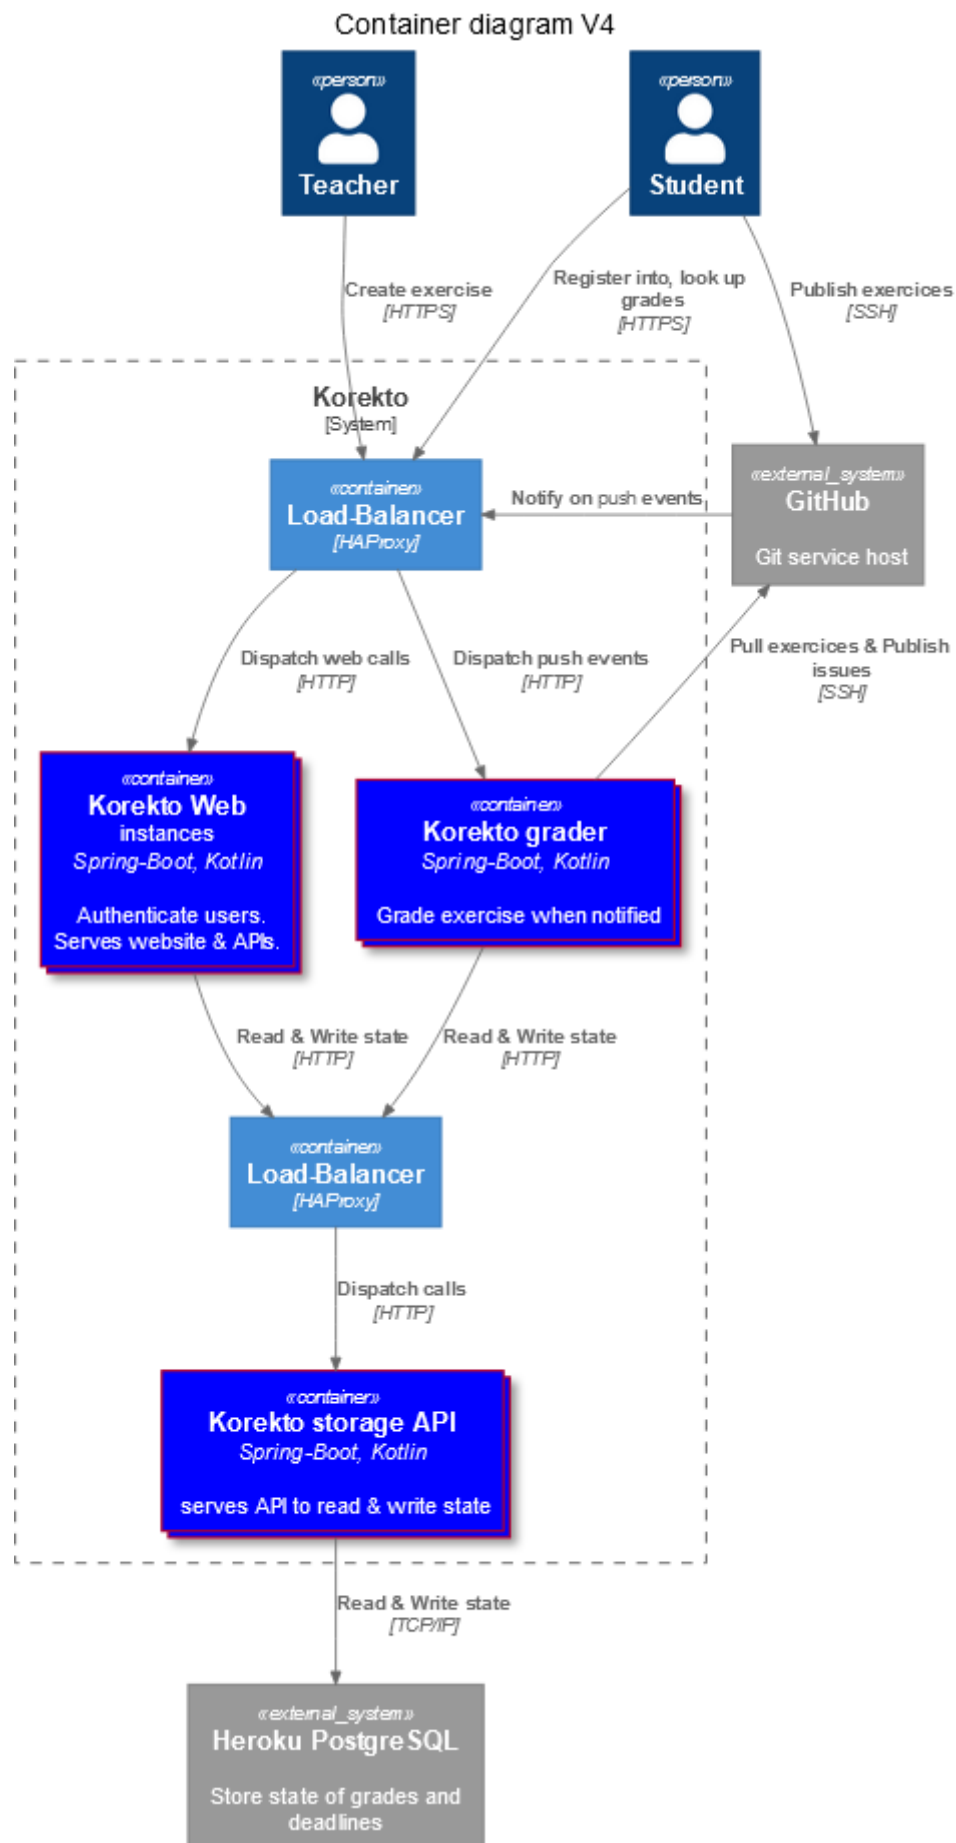 Container diagram V4
«person»
Teacher
«person»
Student
Create exercise
[HTTPS]
Register into, look up
grades
[HTTPS]
Publish exercices
[SSH]
Korekto
[System]
«container»
Load-Balancer
[HAProxy]
Notify on push events
«external_system»
GitHub
Git service host
Dispatch web calls
[HTTP]
Dispatch push events
[HTTP]
Pull exercices & Publish
issues
[SSH]
«container»
Korekto Web
instances
Spring-Boot, Kotlin
Authenticate users.
Serves website & APIs.
«container»
Korekto grader
Spring-Boot, Kotlin
Grade exercise when notified
Read & Write state
[HTTP]
Read & Write state
[HTTP]
«container»
Load-Balancer
[HAProxy]
Dispatch calls
[HTTP]
«container»
Korekto storage API
Spring-Boot, Kotlin
serves API to read & write state
Read & Write state
[TCP/IP]
«external_system»
Heroku PostgreSQL
Store state of grades and
deadlines